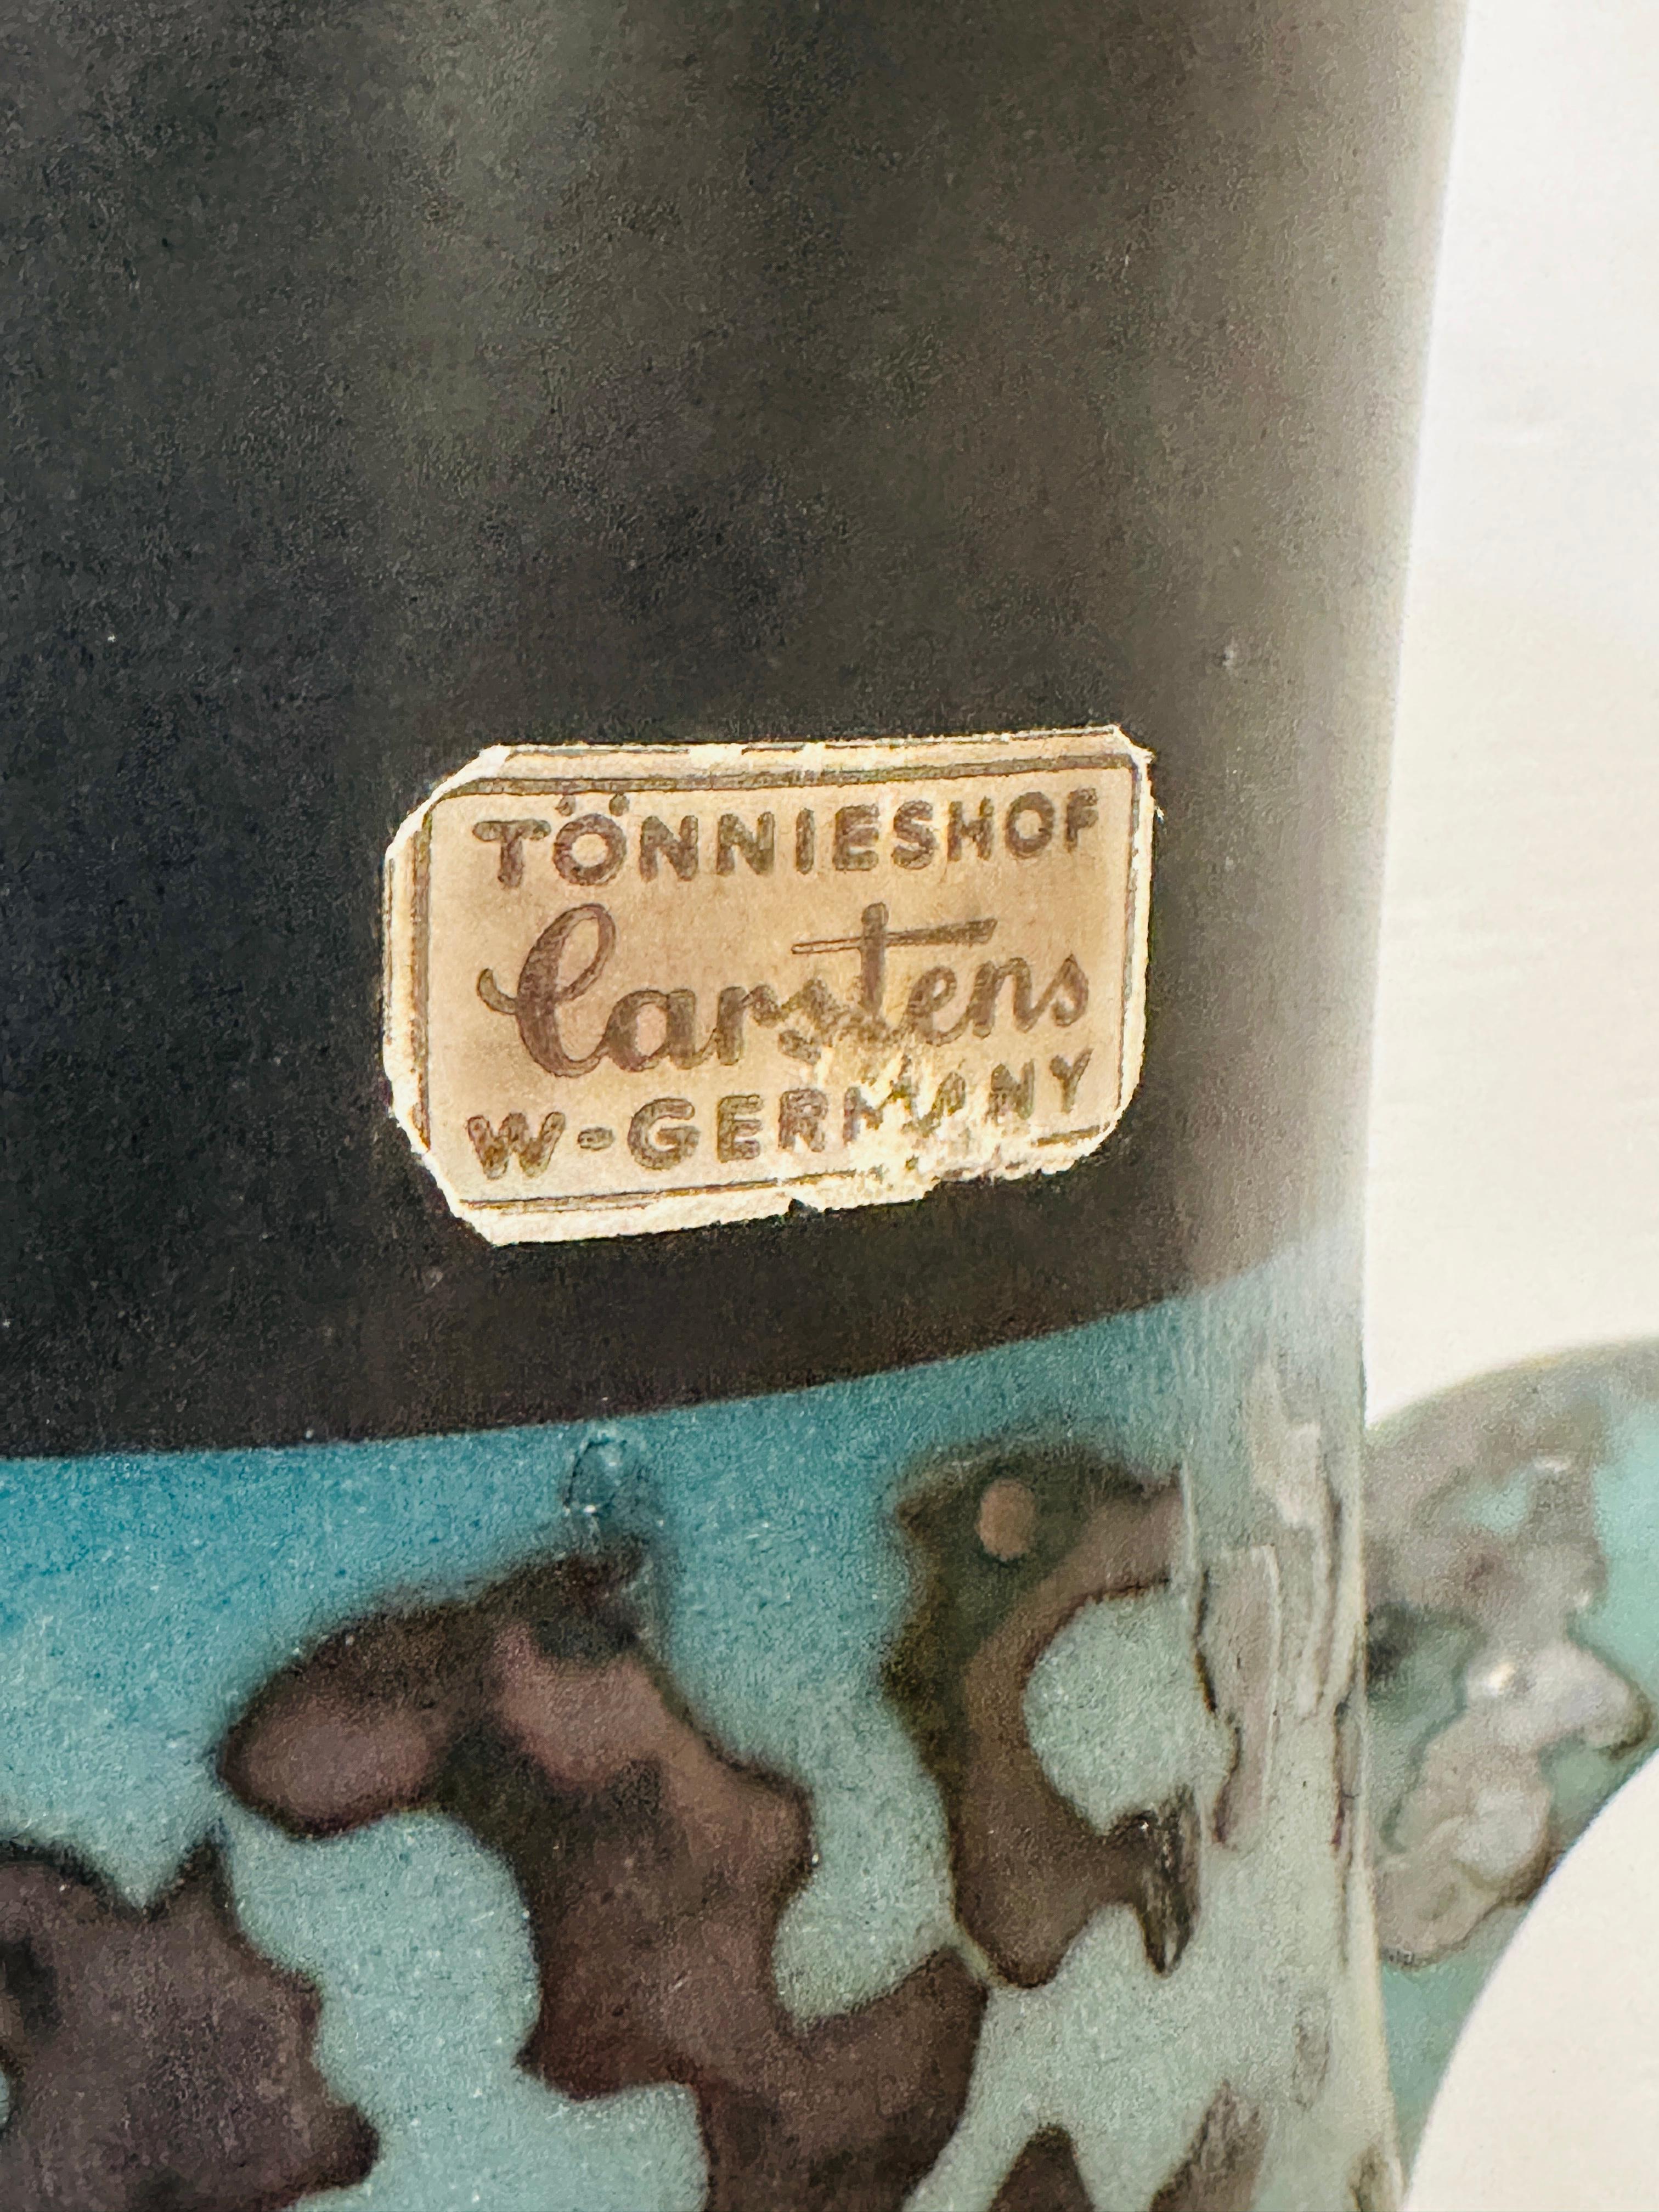 TÖNNIESHOF
Carstens
W-GERMANY